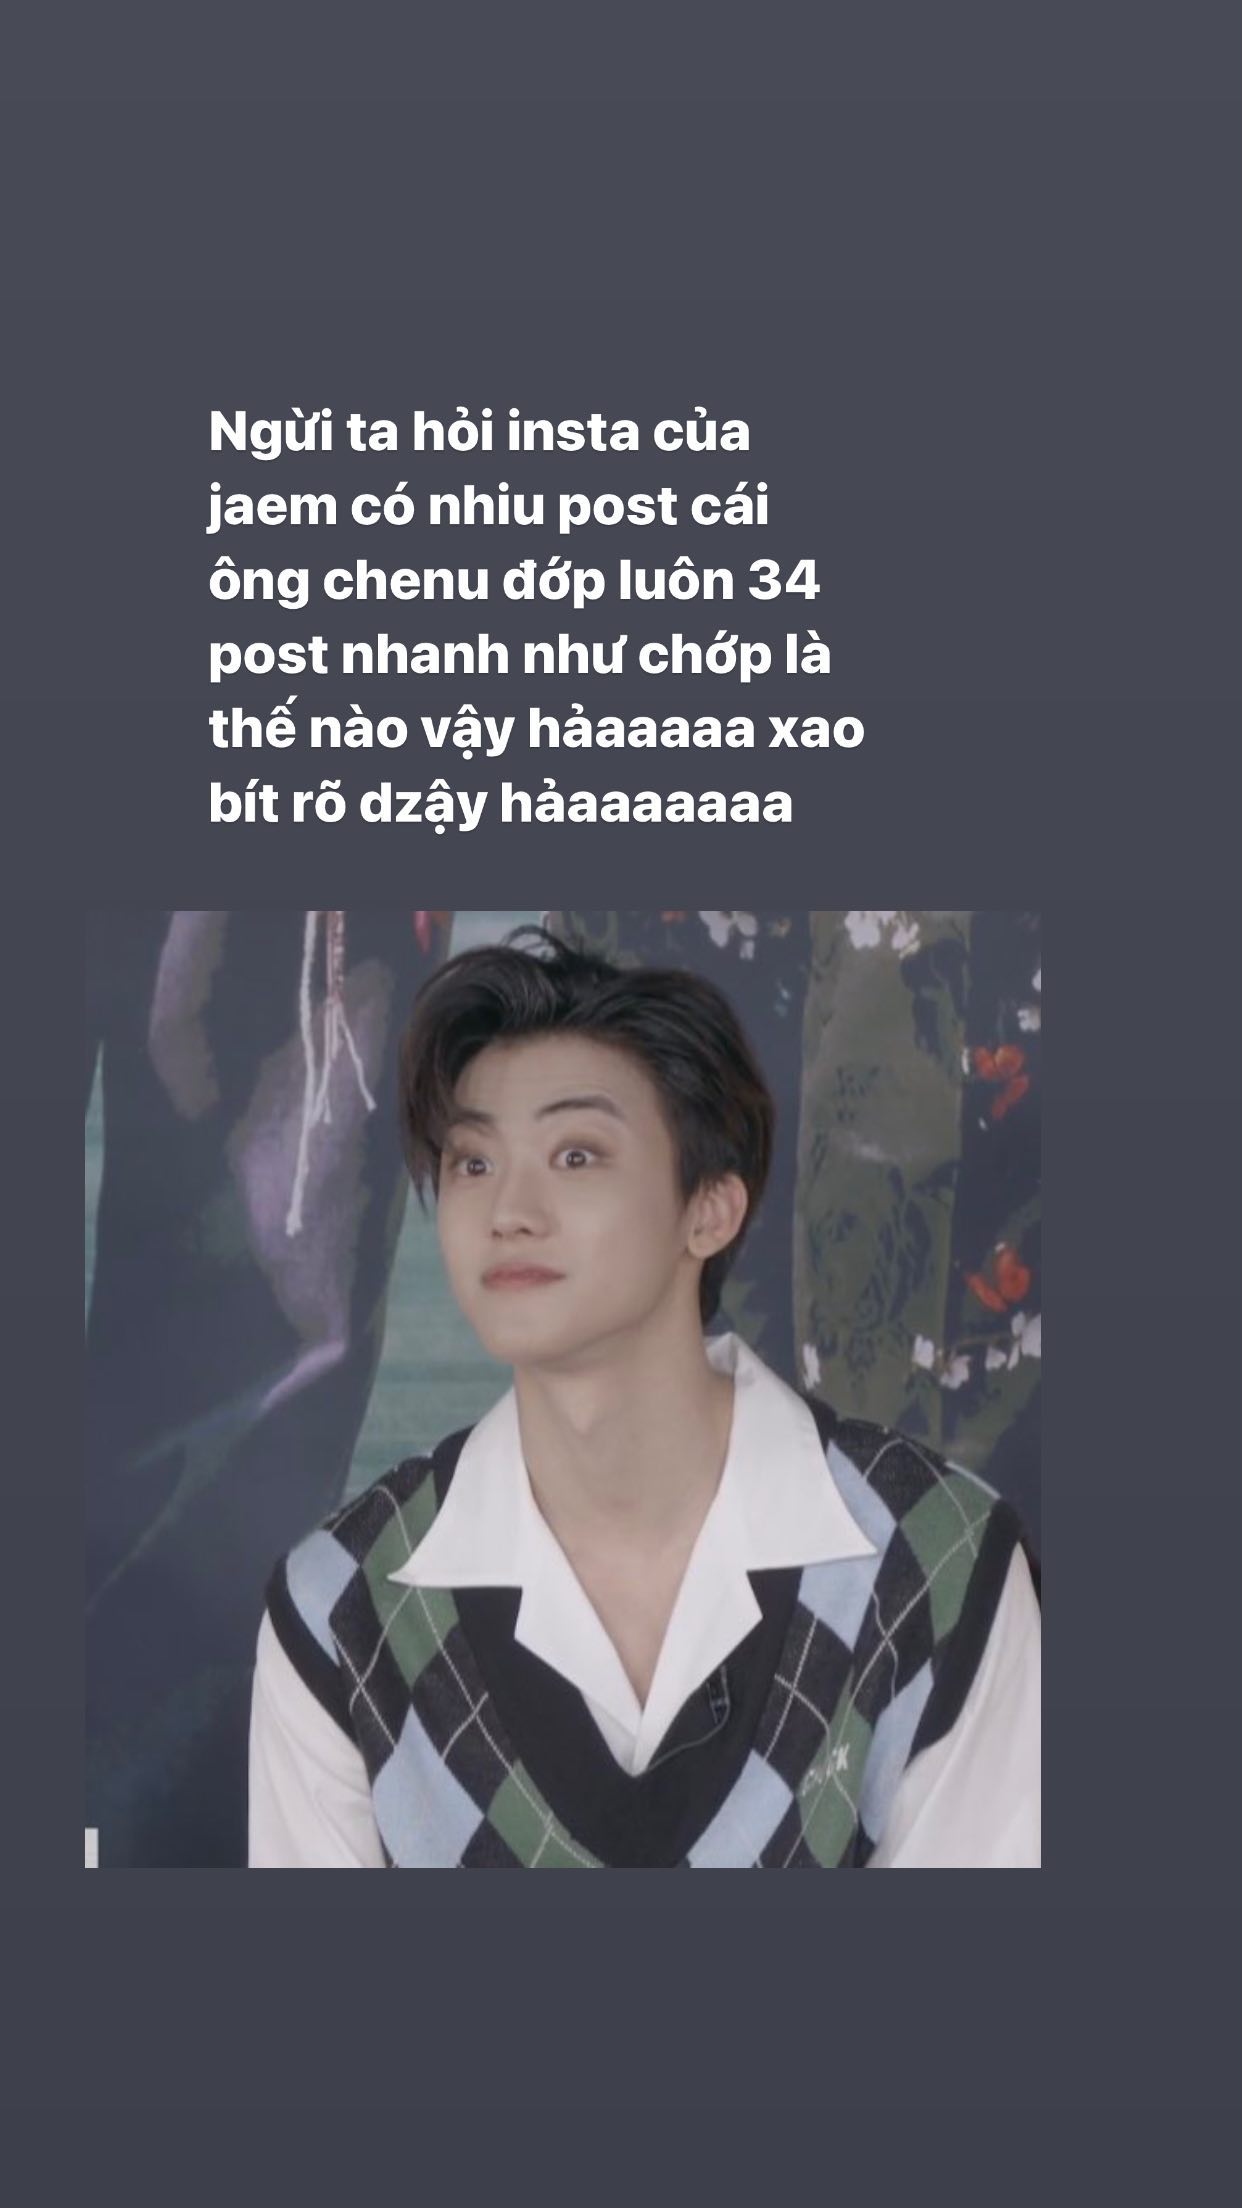 Ngừi ta hỏi insta của
jaem có nhiu post cái
ông chenu đớp luôn 34
post nhanh như chớp là
thế nào vậy hảaaaaa xao
bít rõ dzậy hảaaaaaaa